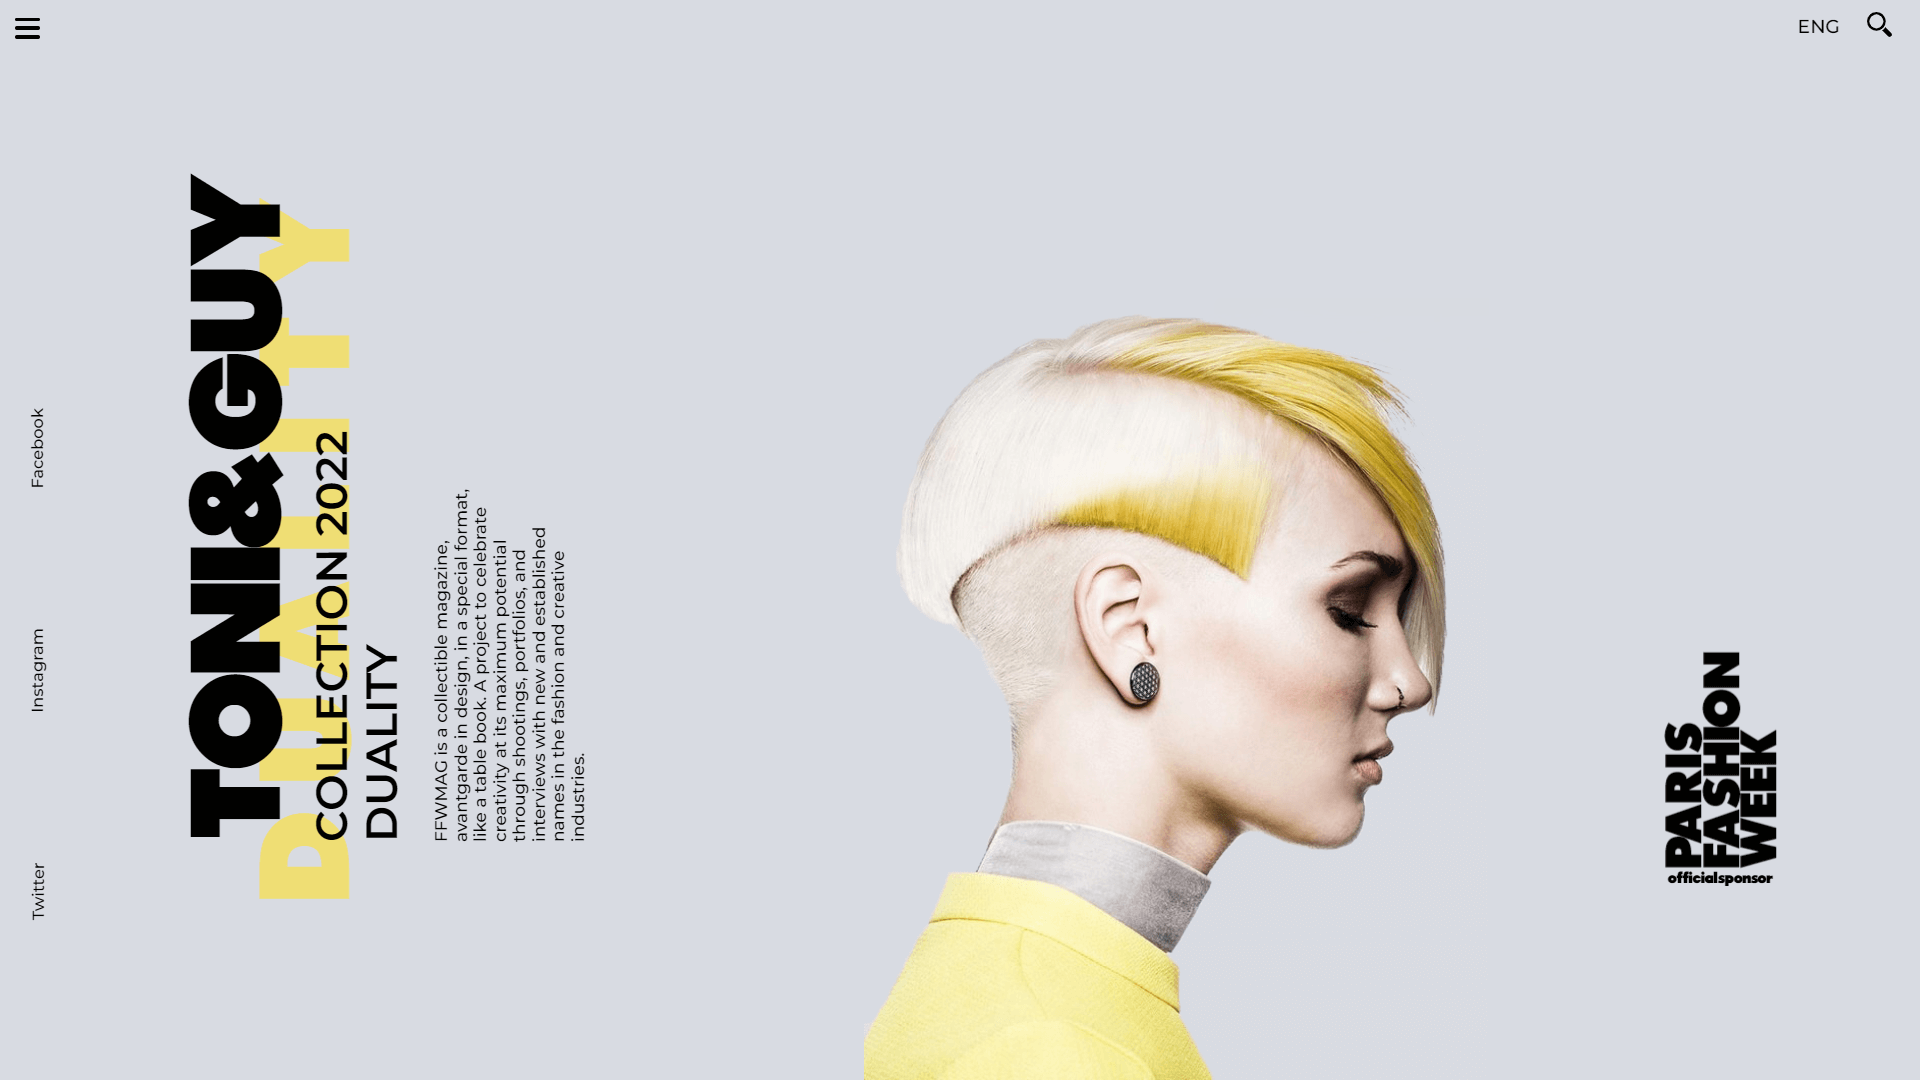 ENG
Facebook
Instagram
Twitter
TONI&GUY
DUALITY
COLLECTION 2022
DUALITY
FFWMAG is a collectible magazine,
avantgarde in design, in a special format,
like a table book. A project to celebrate
creativity at its maximum potential
through shootings, portfolios, and
interviews with new and established
names in the fashion and creative
industries.
PARIS
FASHION
WEEK
officialsponsor